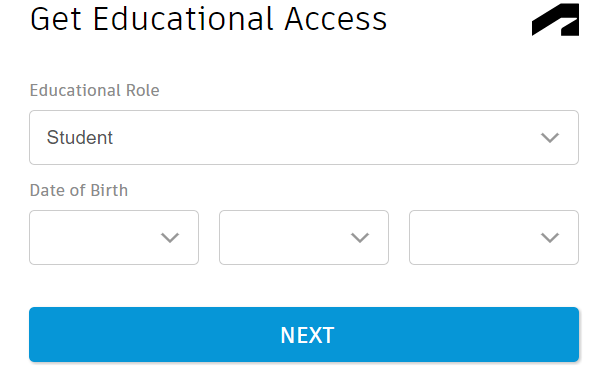 Get Educational Access
Educational Role
Student
Date of Birth
NEXT